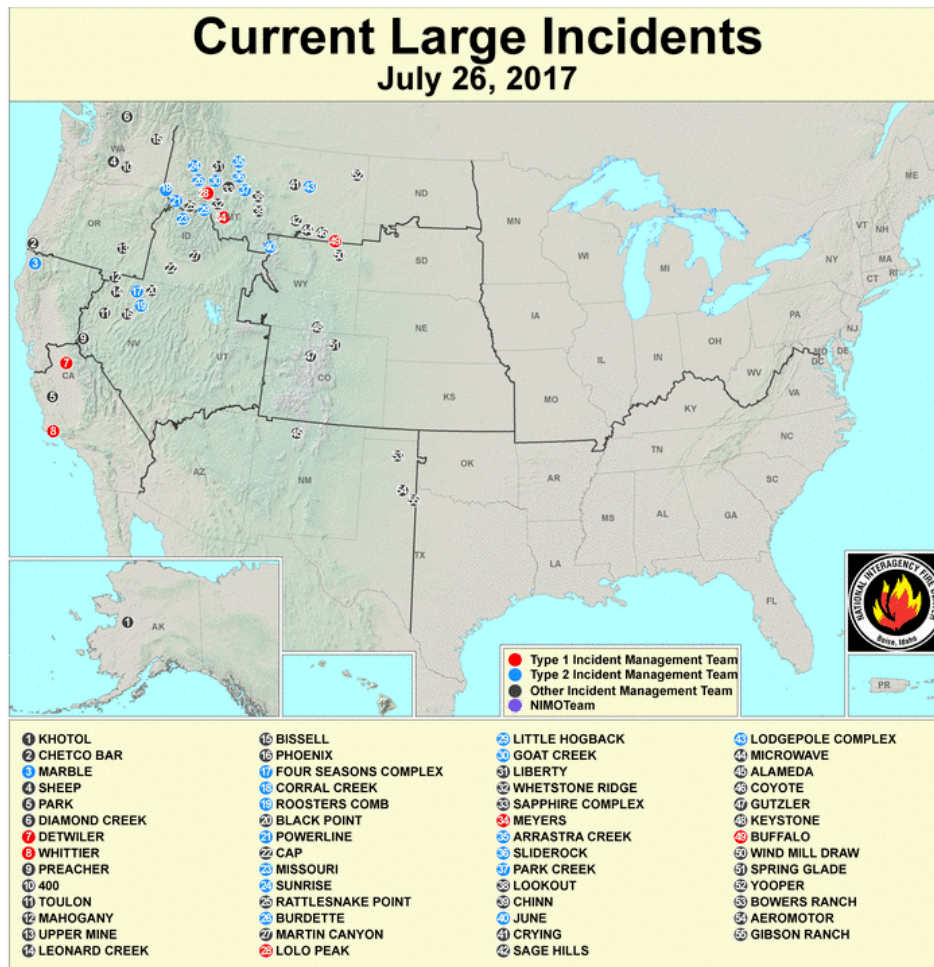 Current Large Incidents
July 26, 2017
WA
OR
CA
NV
ID
MT
WY
UT
CO
AZ
NM
ND
SD
NE
KS
OK
TX
MN
IA
MO
AR
LA
WI
IL
MI
IN
OH
KY
TN
MS
AL
GA
FL
SC
NC
VA
WV
PA
NY
VT
NH
ME
MA
RI
CT
NJ
DE
MD
DC
AK
PR
NATIONAL INTERAGENCY FIRE
Boise, Idaho
Type 1 Incident Management Team
Type 2 Incident Management Team
Other Incident Management Team
NIMOTeam
1 KHOTOL
2 CHETCO BAR
3 MARBLE
4 SHEEP
5 PARK
6 DIAMOND CREEK
7 DETWILER
8 WHITTIER
9 PREACHER
10 400
11 TOULON
12 MAHOGANY
13 UPPER MINE
14 LEONARD CREEK
15 BISSELL
16 PHOENIX
17 FOUR SEASONS COMPLEX
18 CORRAL CREEK
19 ROOSTERS COMB
20 BLACK POINT
21 POWERLINE
22 CAP
23 MISSOURI
24 SUNRISE
25 RATTLESNAKE POINT
26 BURDETTE
27 MARTIN CANYON
28 LOLO PEAK
29 LITTLE HOGBACK
30 GOAT CREEK
31 LIBERTY
32 WHETSTONE RIDGE
33 SAPPHIRE COMPLEX
34 MEYERS
35 ARRASTRA CREEK
36 SLIDEROCK
37 PARK CREEK
38 LOOKOUT
39 CHINN
40 JUNE
41 CRYING
42 SAGE HILLS
43 LODGEPOLE COMPLEX
44 MICROWAVE
45 ALAMEDA
46 COYOTE
47 GUTZLER
48 KEYSTONE
49 BUFFALO
50 WIND MILL DRAW
51 SPRING GLADE
52 YOOPER
53 BOWERS RANCH
54 AEROMOTOR
55 GIBSON RANCH